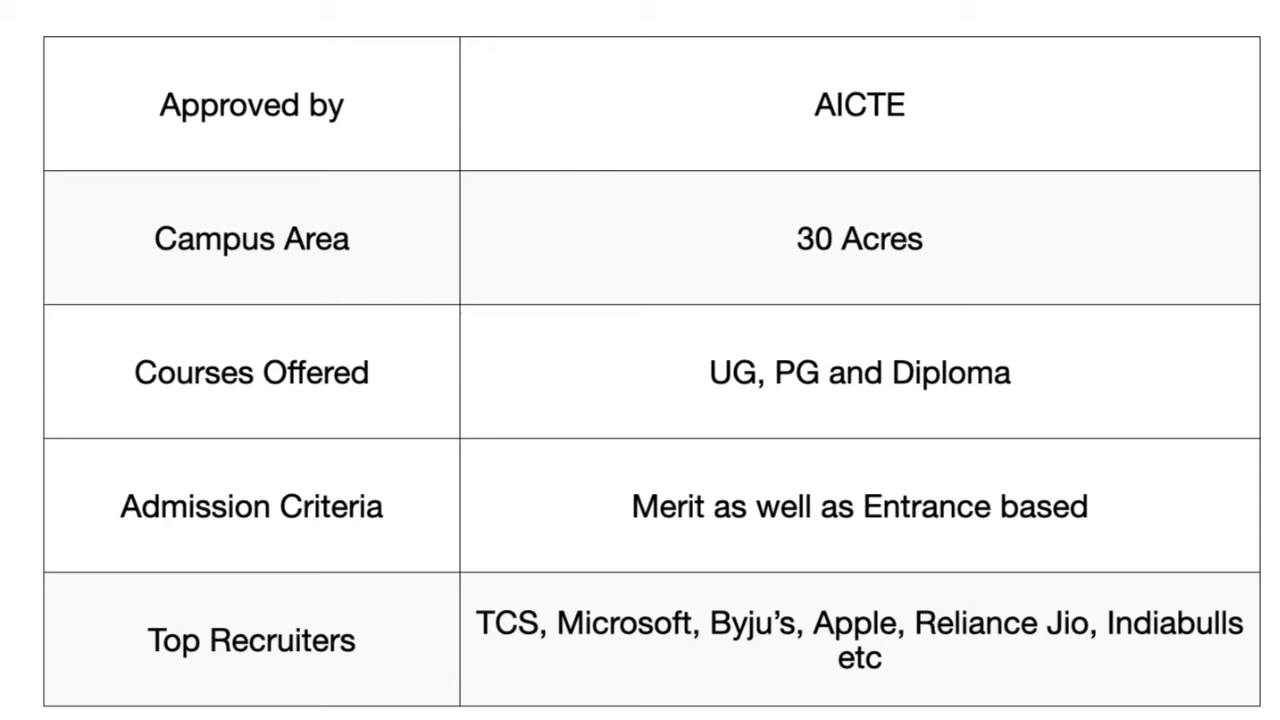 Approved by
AICTE
Campus Area
30 Acres
Courses Offered
UG, PG and Diploma
Admission Criteria
Merit as well as Entrance based
Top Recruiters
TCS, Microsoft, Byju’s, Apple, Reliance Jio, Indiabulls
etc